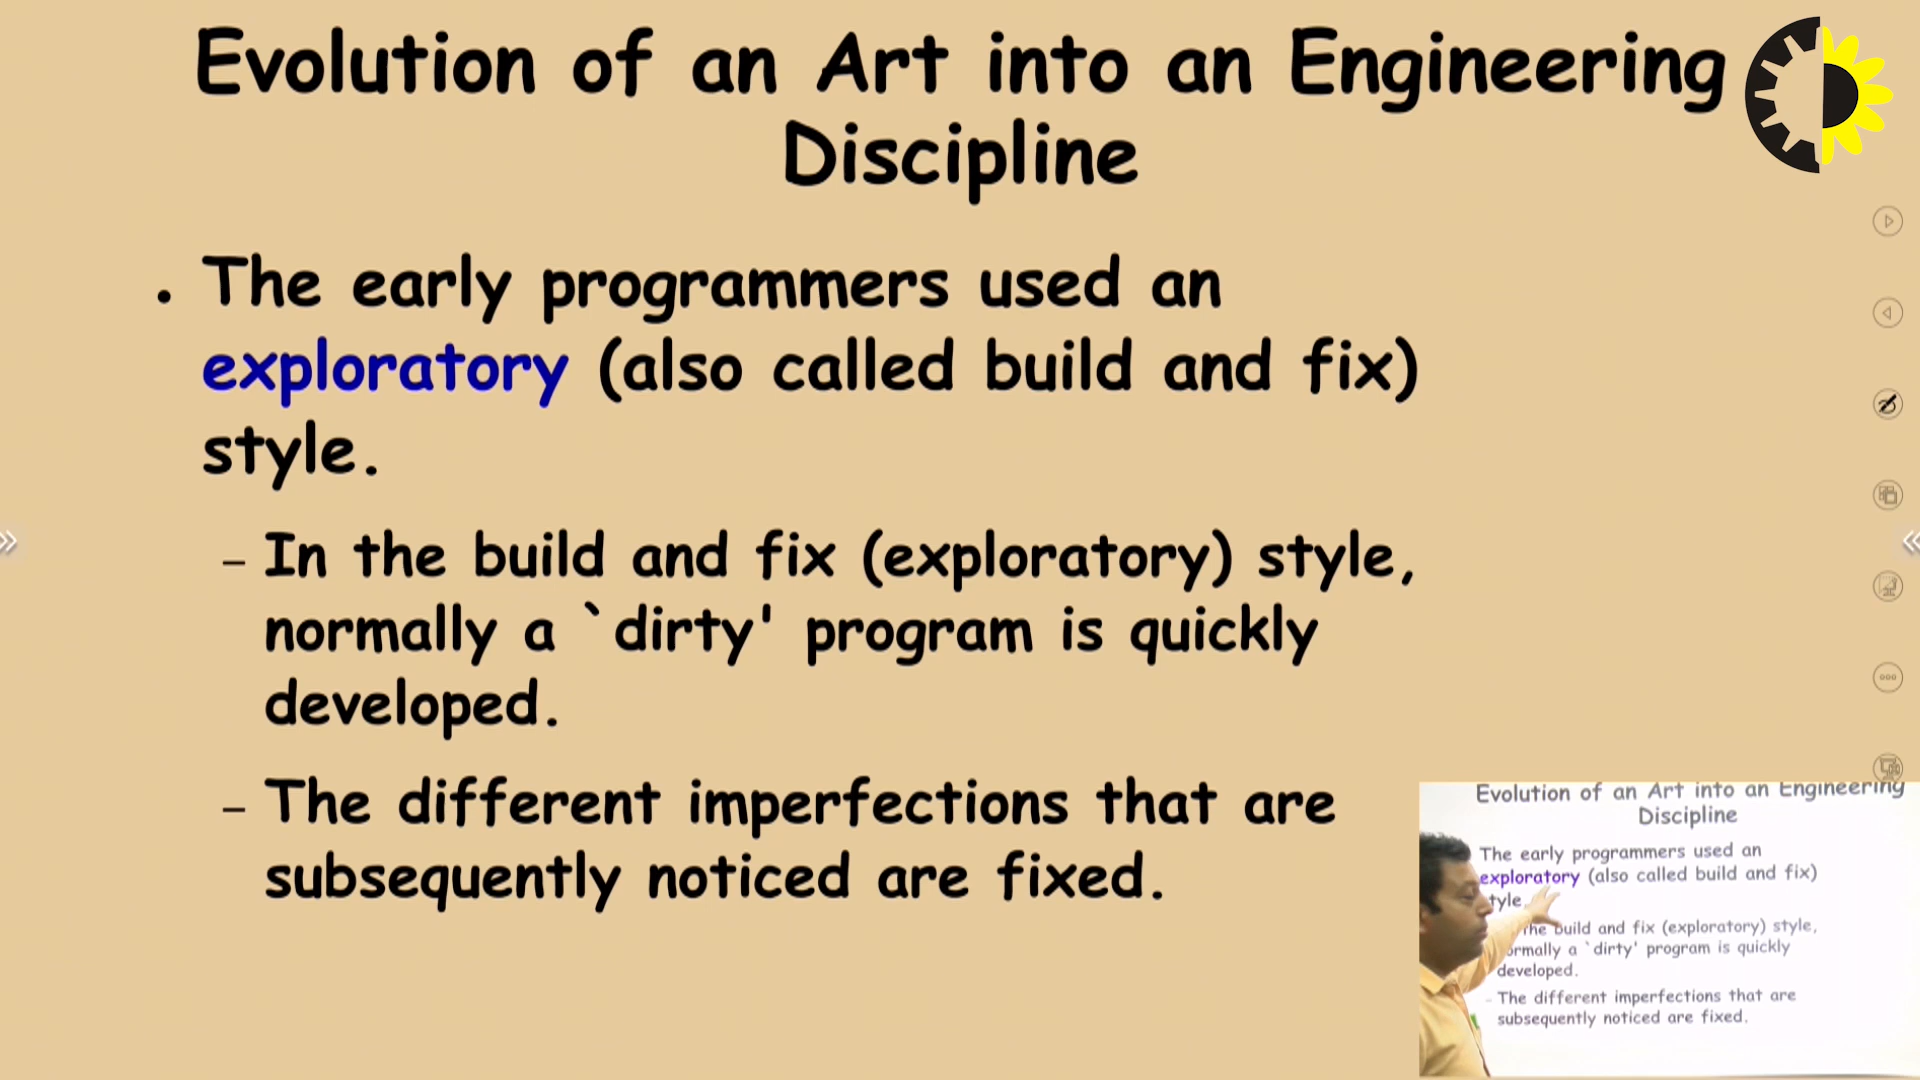 Evolution of an Art into an Engineering
Discipline
• The early programmers used an
exploratory (also called build and fix)
style.
– In the build and fix (exploratory) style,
normally a `dirty' program is quickly
developed.
– The different imperfections that are
subsequently noticed are fixed.
Evolution of an Art into an Engineering
Discipline
The early programmers used an
exploratory (also called build and fix)
tyle.
the build and fix (exploratory) style,
ormally a `dirty' program is quickly
developed.
- The different imperfections that are
subsequently noticed are fixed.